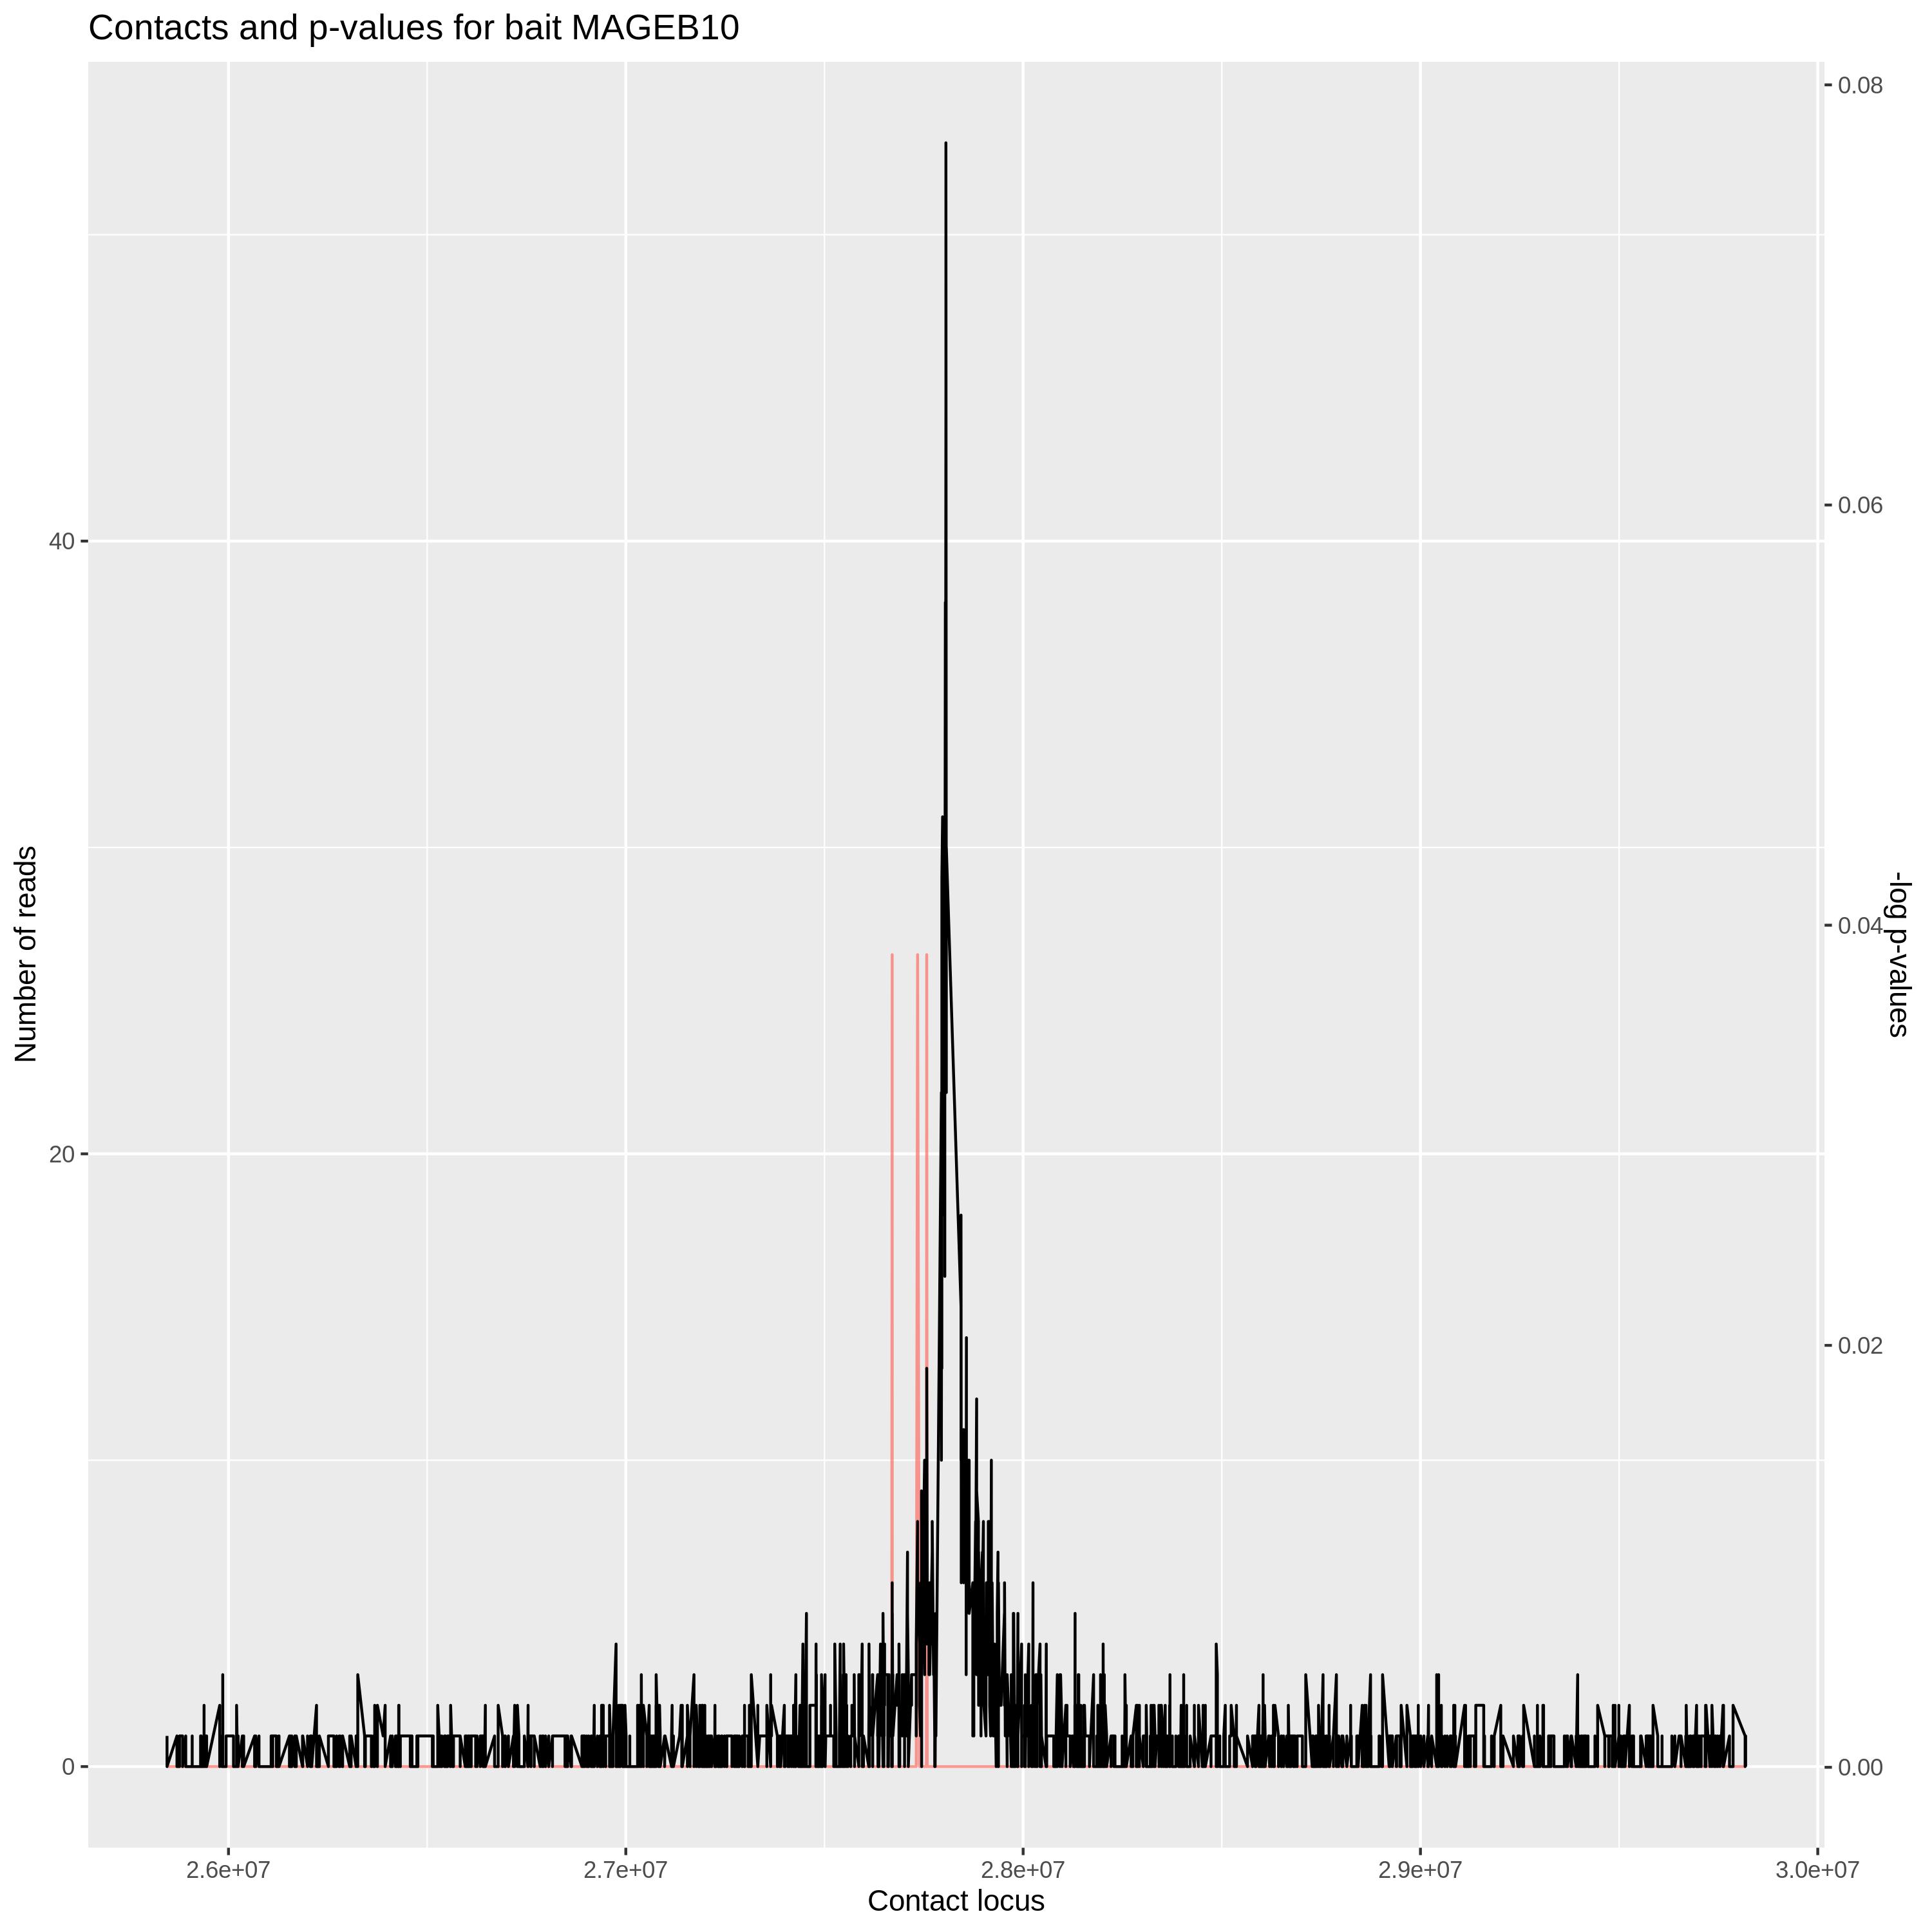 Contacts and p-values for bait MAGEB10
Number of reads
40
20
0
0.08
0.06
0.04
0.02
0.00
-log p-values
2.6e+07
2.7e+07
2.8e+07
2.9e+07
3.0e+07
Contact locus